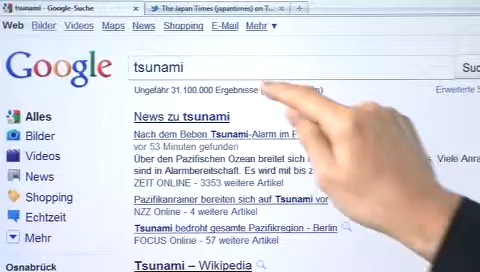 tsunami - Google-Suche
The Japan Times (japantimes) on T...
Web Bilder Videos Maps News Shopping E-Mail Mehr
Google
tsunami
Suc
Ungefähr 31.100.000 Ergebnisse
Erweiterte S
Alles
Bilder
Videos
News
Shopping
Echtzeit
Mehr
Osnabrück
News zu tsunami
Nach dem Beben Tsunami-Alarm im
vor 53 Minuten gefunden
Über den Pazifischen Ozean breitet sich
Viele Anra
sind in Alarmbereitschaft. Es wird mit bis z
ZEIT ONLINE - 3353 weitere Artikel
Pazifikanrainer bereiten sich auf Tsunami vor
NZZ Online - 4 weitere Artikel
Tsunami bedroht gesamte Pazifikregion - Berlin
FOCUS Online - 57 weitere Artikel
Tsunami – Wikipedia